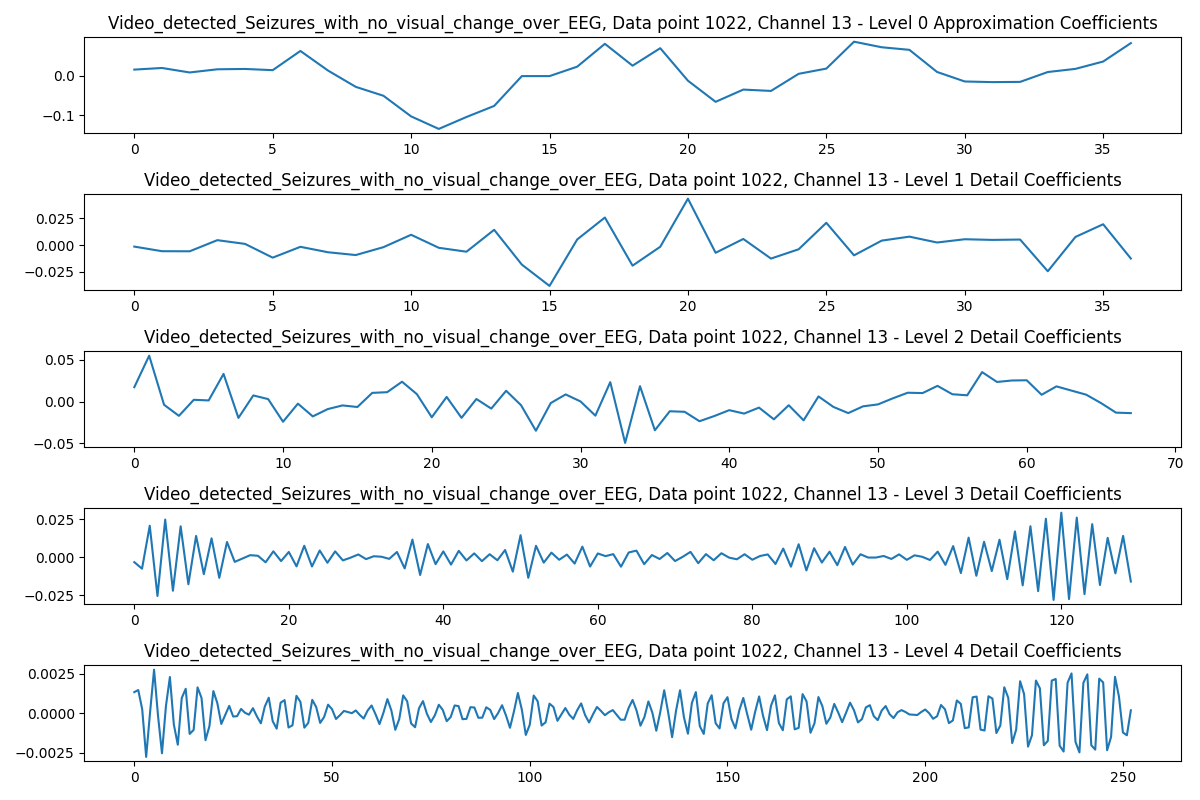 Video_detected_Seizures_with_no_visual_change_over_EEG, Data point 1022, Channel 13 - Level 0 Approximation Coefficients
0.0
−0.1
0 5 10 15 20 25 30 35
Video_detected_Seizures_with_no_visual_change_over_EEG, Data point 1022, Channel 13 - Level 1 Detail Coefficients
0.025
0.000
−0.025
0 5 10 15 20 25 30 35
Video_detected_Seizures_with_no_visual_change_over_EEG, Data point 1022, Channel 13 - Level 2 Detail Coefficients
0.05
0.00
−0.05
0 10 20 30 40 50 60 70
Video_detected_Seizures_with_no_visual_change_over_EEG, Data point 1022, Channel 13 - Level 3 Detail Coefficients
0.025
0.000
−0.025
0 20 40 60 80 100 120
Video_detected_Seizures_with_no_visual_change_over_EEG, Data point 1022, Channel 13 - Level 4 Detail Coefficients
0.0025
0.0000
−0.0025
0 50 100 150 200 250